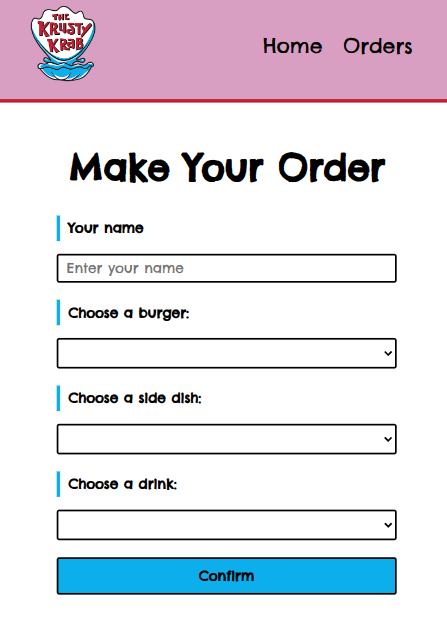 THE
KRUSTY
KRAB
Home Orders
Make Your Order
Your name
Enter your name
Choose a burger:
Choose a side dish:
Choose a drink:
Confirm